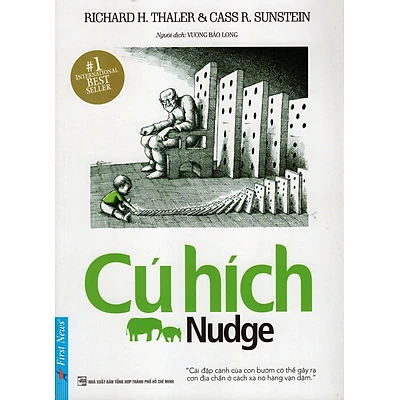 RICHARD H. THALER & CASS R. SUNSTEIN
Người dịch: VƯƠNG BẢO LONG
#1
INTERNATIONAL
BEST
SELLER
Cú hích
Nudge
"Cái đập cánh của con bướm có thể gây ra
cơn địa chấn ở cách xa nó hàng vạn dặm."
First News
NHÀ XUẤT BẢN TỔNG HỢP THÀNH PHỐ HỒ CHÍ MINH